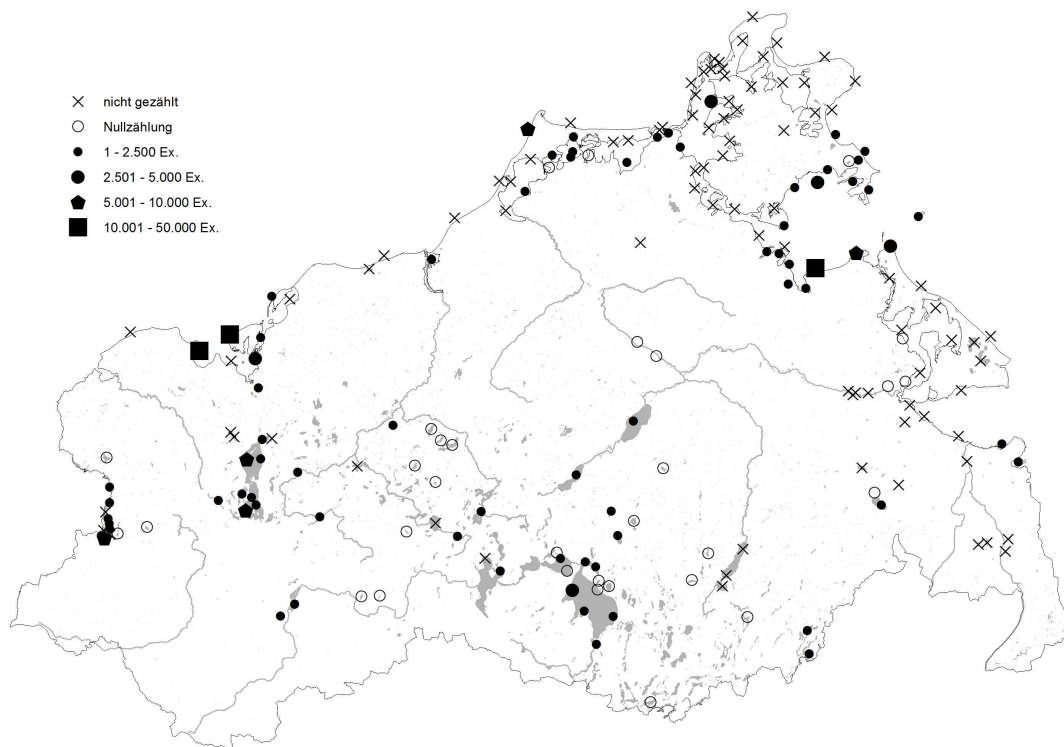 nicht gezählt
Nullzählung
1 - 2.500 Ex.
2.501 - 5.000 Ex.
5.001 - 10.000 Ex.
10.001 - 50.000 Ex.